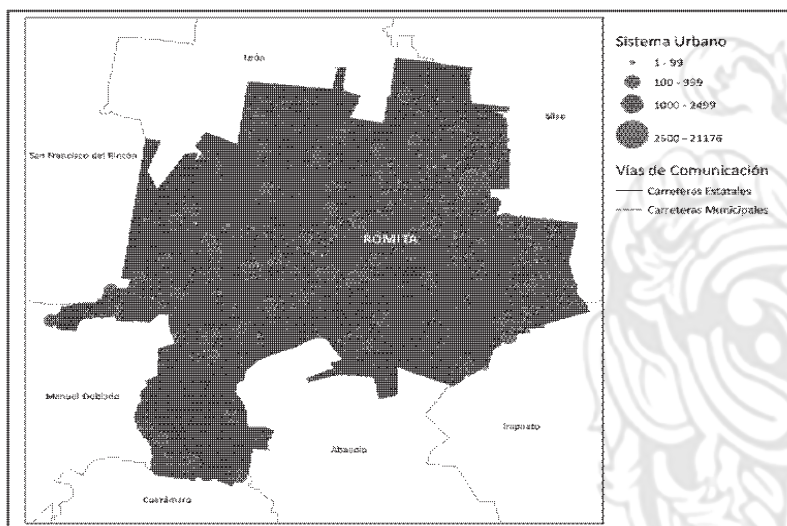 León
Silao
San Francisco del Rincón
ROMITA
Manuel Doblado
Irapuato
Abasolo
Cuerámaro
Sistema Urbano
1 - 99
100 - 999
1000 - 2499
2500 - 21176
Vías de Comunicación
Carreteras Estatales
Carreteras Municipales